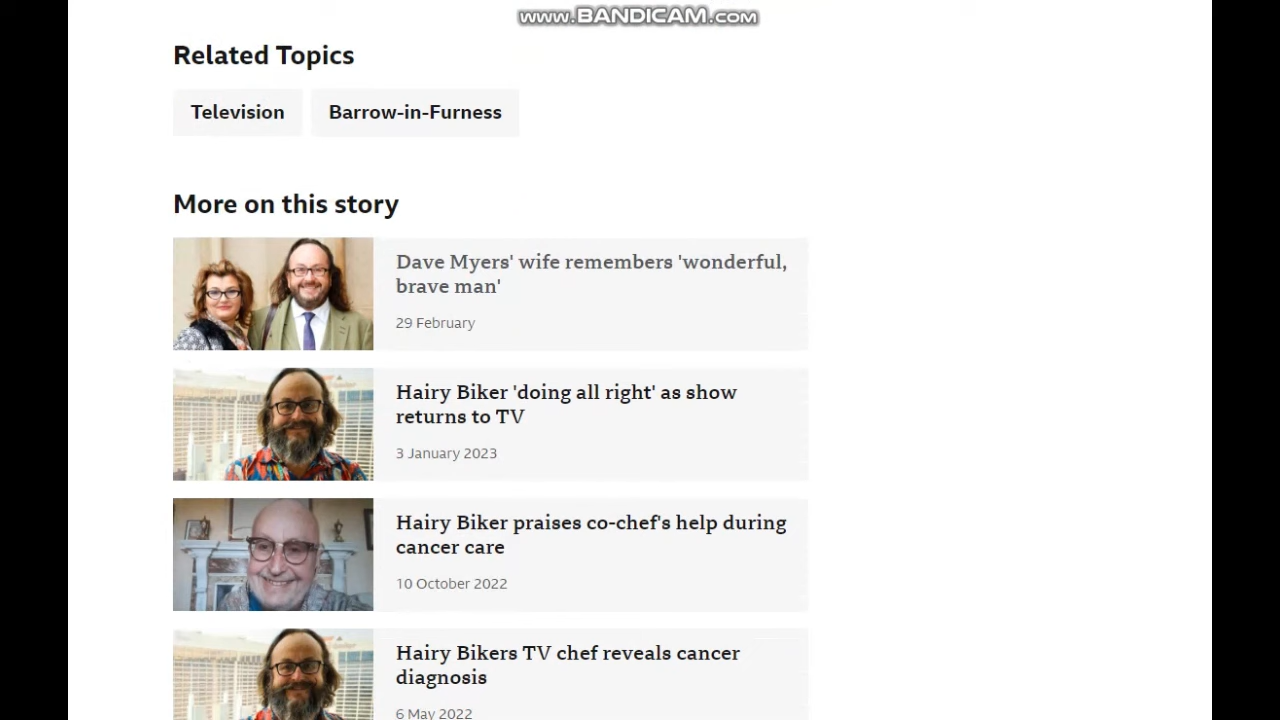 www.BANDICAM.com
Related Topics
Television
Barrow-in-Furness
More on this story
Dave Myers' wife remembers 'wonderful,
brave man'
29 February
Hairy Biker 'doing all right' as show
returns to TV
3 January 2023
Hairy Biker praises co-chef's help during
cancer care
10 October 2022
Hairy Bikers TV chef reveals cancer
diagnosis
6 May 2022